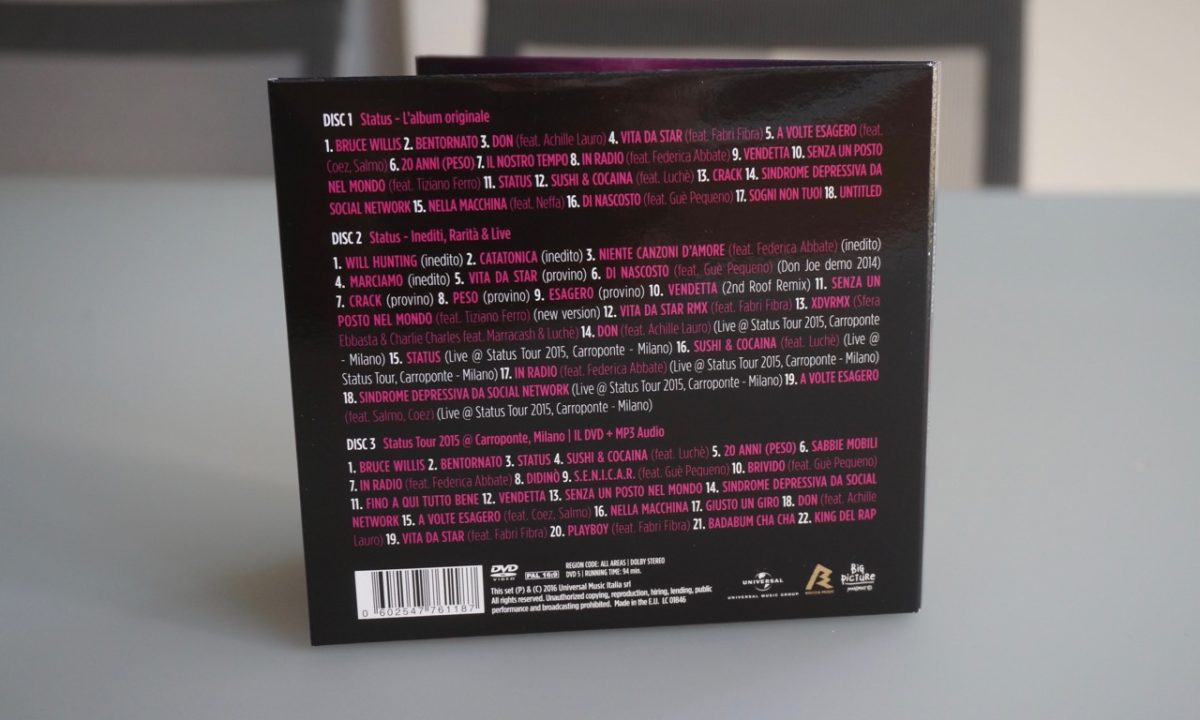 DISC 1 Status - L'album originale
1. BRUCE WILLIS 2. BENTORNATO 3. DON (feat. Achille Lauro) 4. VITA DA STAR (feat. Fabri Fibra) 5. A VOLTE ESAGERO (feat.
Coez, Salmo) 6. 20 ANNI (PESO) 7. IL NOSTRO TEMPO 8. IN RADIO (feat. Federica Abbate) 9. VENDETTA 10. SENZA UN POSTO
NEL MONDO (feat. Tiziano Ferro) 11. STATUS 12. SUSHI & COCAINA (feat. Luchè) 13. CRACK 14. SINDROME DEPRESSIVA DA
SOCIAL NETWORK 15. NELLA MACCHINA (feat. Neffa) 16. DI NASCOSTO (feat. Guè Pequeno) 17. SOGNI NON TUOI 18. UNTITLED
DISC 2 Status - Inediti, Rarità & Live
1. WILL HUNTING (inedito) 2. CATATONICA (inedito) 3. NIENTE CANZONI D'AMORE (feat. Federica Abbate) (inedito)
4. MARCIAMO (inedito) 5. VITA DA STAR (provino) 6. DI NASCOSTO (feat. Guè Pequeno) (Don Joe demo 2014)
7. CRACK (provino) 8. PESO (provino) 9. ESAGERO (provino) 10. VENDETTA (2nd Roof Remix) 11. SENZA UN
POSTO NEL MONDO (feat. Tiziano Ferro) (new version) 12. VITA DA STAR RMX (feat. Fabri Fibra) 13. XDVRMX (Sfera
Ebbasta & Charlie Charles feat. Marracash & Luchè) 14. DON (feat. Achille Lauro) (Live @ Status Tour 2015, Carroponte
- Milano) 15. STATUS (Live @ Status Tour 2015, Carroponte - Milano) 16. SUSHI & COCAINA (feat. Luchè) (Live @
Status Tour, Carroponte - Milano) 17. IN RADIO (feat. Federica Abbate) (Live @ Status Tour 2015, Carroponte - Milano)
18. SINDROME DEPRESSIVA DA SOCIAL NETWORK (Live @ Status Tour 2015, Carroponte - Milano) 19. A VOLTE ESAGERO
(feat. Salmo, Coez) (Live @ Status Tour 2015, Carroponte - Milano)
DISC 3 Status Tour 2015 @ Carroponte, Milano | IL DVD + MP3 Audio
1. BRUCE WILLIS 2. BENTORNATO 3. STATUS 4. SUSHI & COCAINA (feat. Luchè) 5. 20 ANNI (PESO) 6. SABBIE MOBILI
7. IN RADIO (feat. Federica Abbate) 8. DIDINÒ 9. S.E.N.I.C.A.R. (feat. Guè Pequeno) 10. BRIVIDO (feat. Guè Pequeno)
11. FINO A QUI TUTTO BENE 12. VENDETTA 13. SENZA UN POSTO NEL MONDO 14. SINDROME DEPRESSIVA DA SOCIAL
NETWORK 15. A VOLTE ESAGERO (feat. Coez, Salmo) 16. NELLA MACCHINA 17. GIUSTO UN GIRO 18. DON (feat. Achille
Lauro) 19. VITA DA STAR (feat. Fabri Fibra) 20. PLAYBOY (feat. Fabri Fibra) 21. BADABUM CHA CHA 22. KING DEL RAP
0 602547 761187
DVD VIDEO PAL 16:9
REGION CODE: ALL AREAS | DOLBY STEREO
DVD 5 | RUNNING TIME: 94 min.
This set (P) & (C) 2016 Universal Music Italia srl
All rights reserved. Unauthorized copying, reproduction, hiring, lending, public
performance and broadcasting prohibited. Made in the E.U. LC 01846
UNIVERSAL
UNIVERSAL MUSIC GROUP
BIG PICTURE